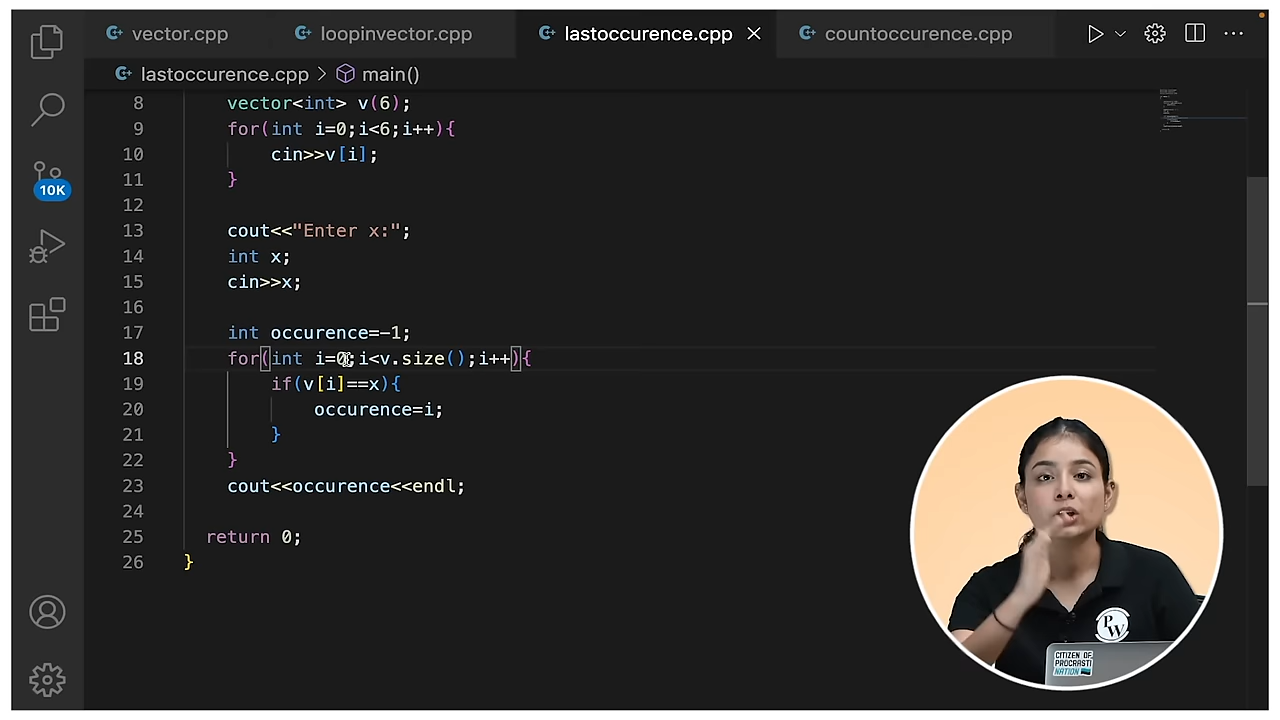 vector.cpp loopinvector.cpp lastoccurence.cpp countoccurence.cpp
lastoccurence.cpp > main()
10K
8 vector<int> v(6);
9 for(int i=0;i<6;i++){
10 cin>>v[i];
11 }
12
13 cout<<"Enter x:";
14 int x;
15 cin>>x;
16
17 int occurence=-1;
18 for(int i=0;i<v.size();i++){
19 if(v[i]==x){
20 occurence=i;
21 }
22 }
23 cout<<occurence<<endl;
24
25 return 0;
26 }
PW
CITIZEN OF
PROCRASTI
NATION